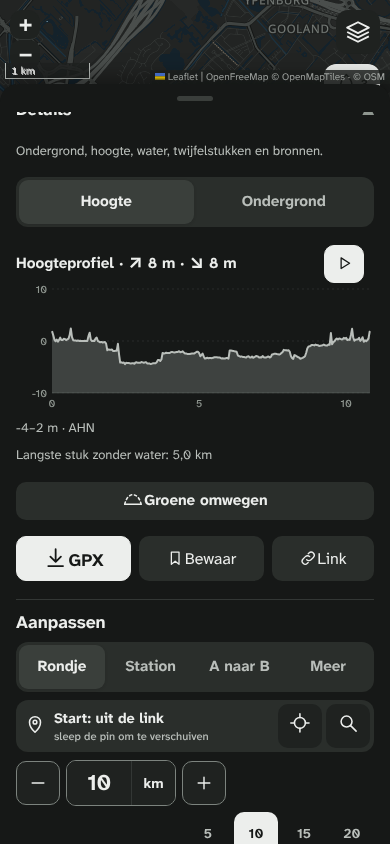 YPENBURG
GOOLAND
+
−
1 km
Leaflet | OpenFreeMap © OpenMapTiles · © OSM
Details
Ondergrond, hoogte, water, twijfelstukken en bronnen.
Hoogte Ondergrond
Hoogteprofiel · ↗ 8 m · ↘ 8 m
10
0
-10
0 5 10
-4–2 m · AHN
Langste stuk zonder water: 5,0 km
Groene omwegen
GPX Bewaar Link
Aanpassen
Rondje Station A naar B Meer
Start: uit de link
sleep de pin om te verschuiven
− 10 km +
5 10 15 20